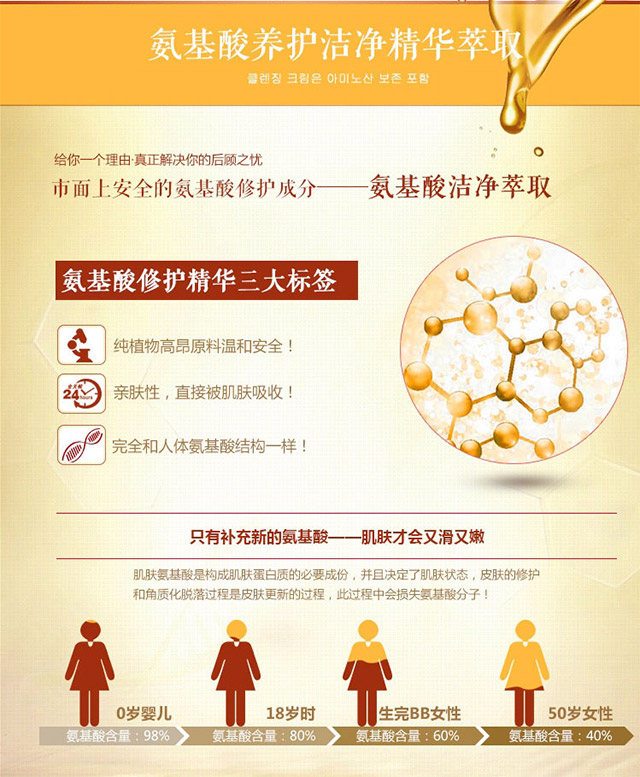 氨基酸养护洁净精华萃取
클렌징 크림은 아미노산 보존 포함
给你一个理由·真正解决你的后顾之忧
市面上安全的氨基酸修护成分——氨基酸洁净萃取
氨基酸修护精华三大标签
纯植物高昂原料温和安全！
24hours
亲肤性，直接被肌肤吸收！
完全和人体氨基酸结构一样！
只有补充新的氨基酸——肌肤才会又滑又嫩
肌肤氨基酸是构成肌肤蛋白质的必要成份，并且决定了肌肤状态，皮肤的修护
和角质化脱落过程是皮肤更新的过程，此过程中会损失氨基酸分子！
0岁婴儿 18岁时 生完BB女性 50岁女性
氨基酸含量：98% 氨基酸含量：80% 氨基酸含量：60% 氨基酸含量：40%